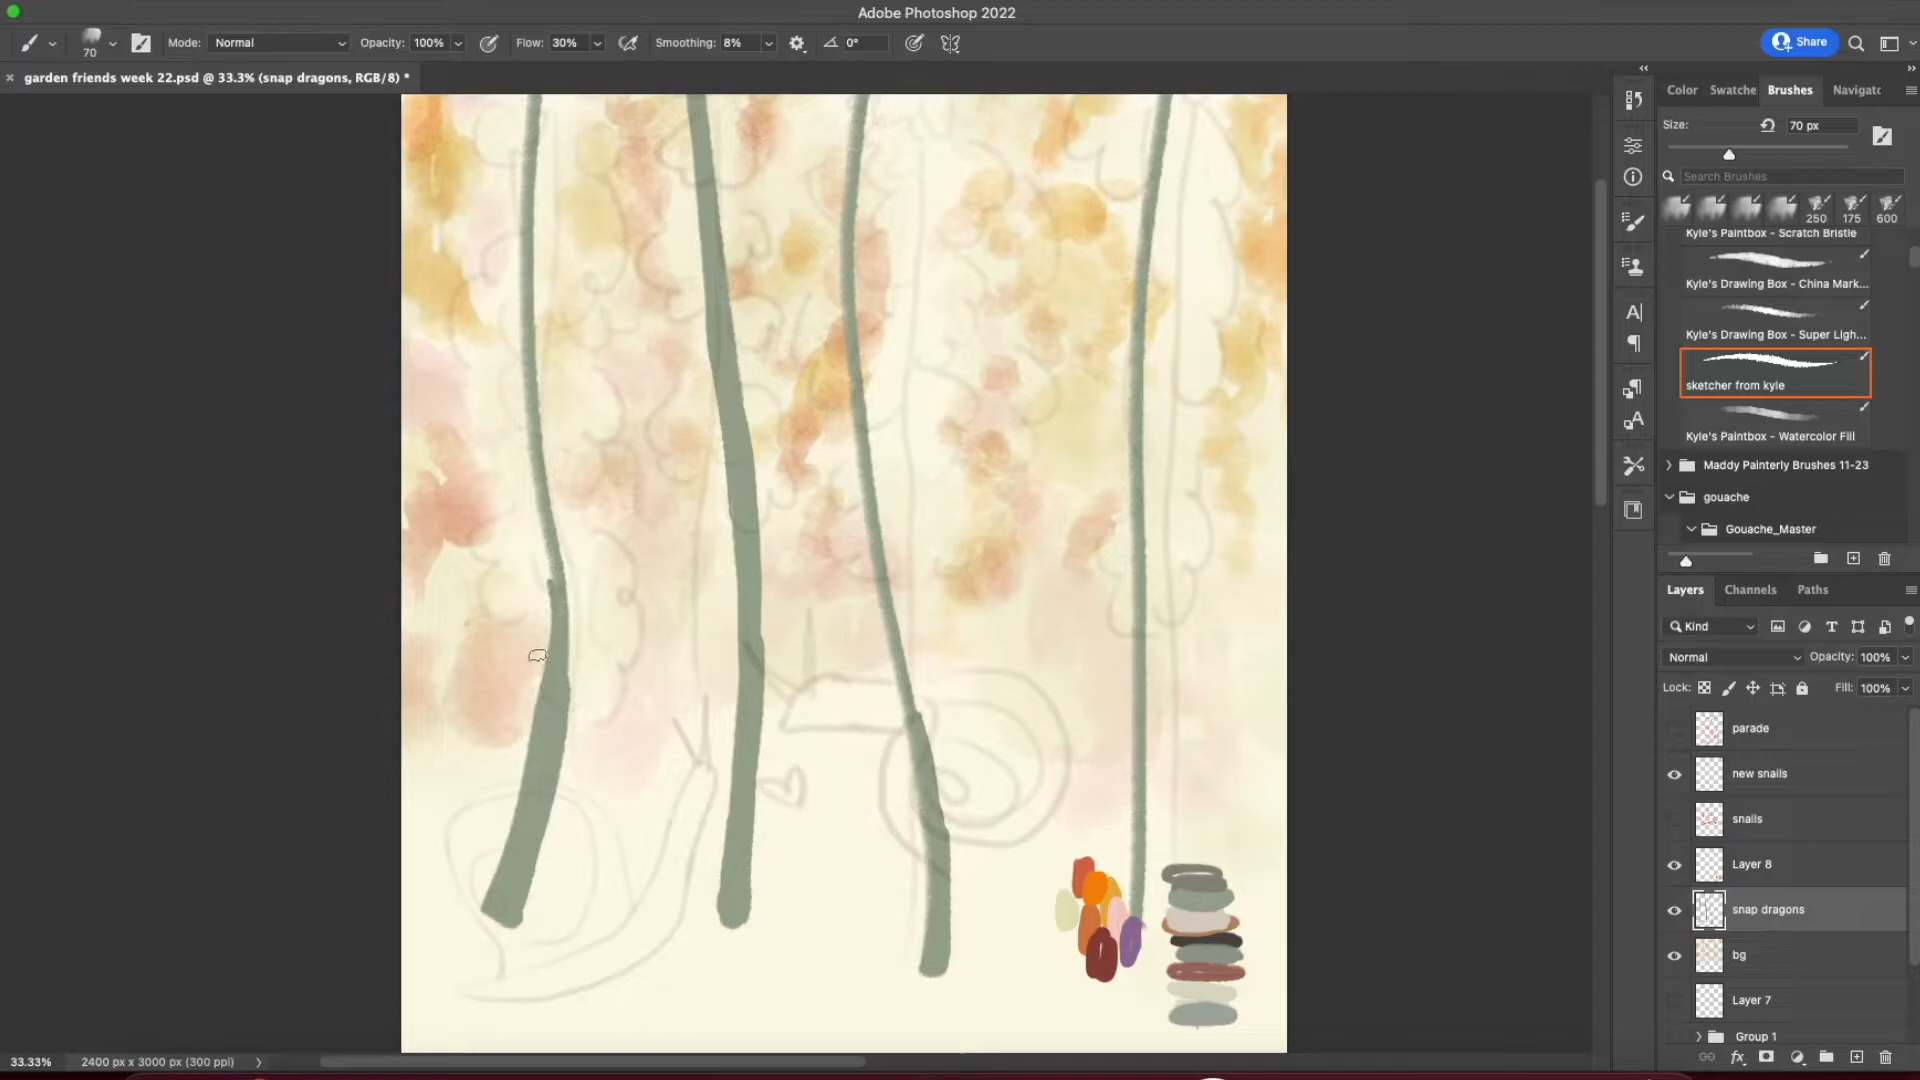 Adobe Photoshop 2022
70
Mode: Normal
Opacity: 100%
Flow: 30%
Smoothing: 8%
0°
Share
garden friends week 22.psd @ 33.3% (snap dragons, RGB/8) *
Color Swatche Brushes Navigatc
Size: 70 px
Search Brushes
250 175 600
Kyle's Paintbox - Scratch Bristle
Kyle's Drawing Box - China Mark...
Kyle's Drawing Box - Super Ligh...
sketcher from kyle
Kyle's Paintbox - Watercolor Fill
Maddy Painterly Brushes 11-23
gouache
Gouache_Master
Layers Channels Paths
Kind
Normal Opacity: 100%
Lock: Fill: 100%
parade
new snails
snails
Layer 8
snap dragons
bg
Layer 7
Group 1
33.33% 2400 px x 3000 px (300 ppi)